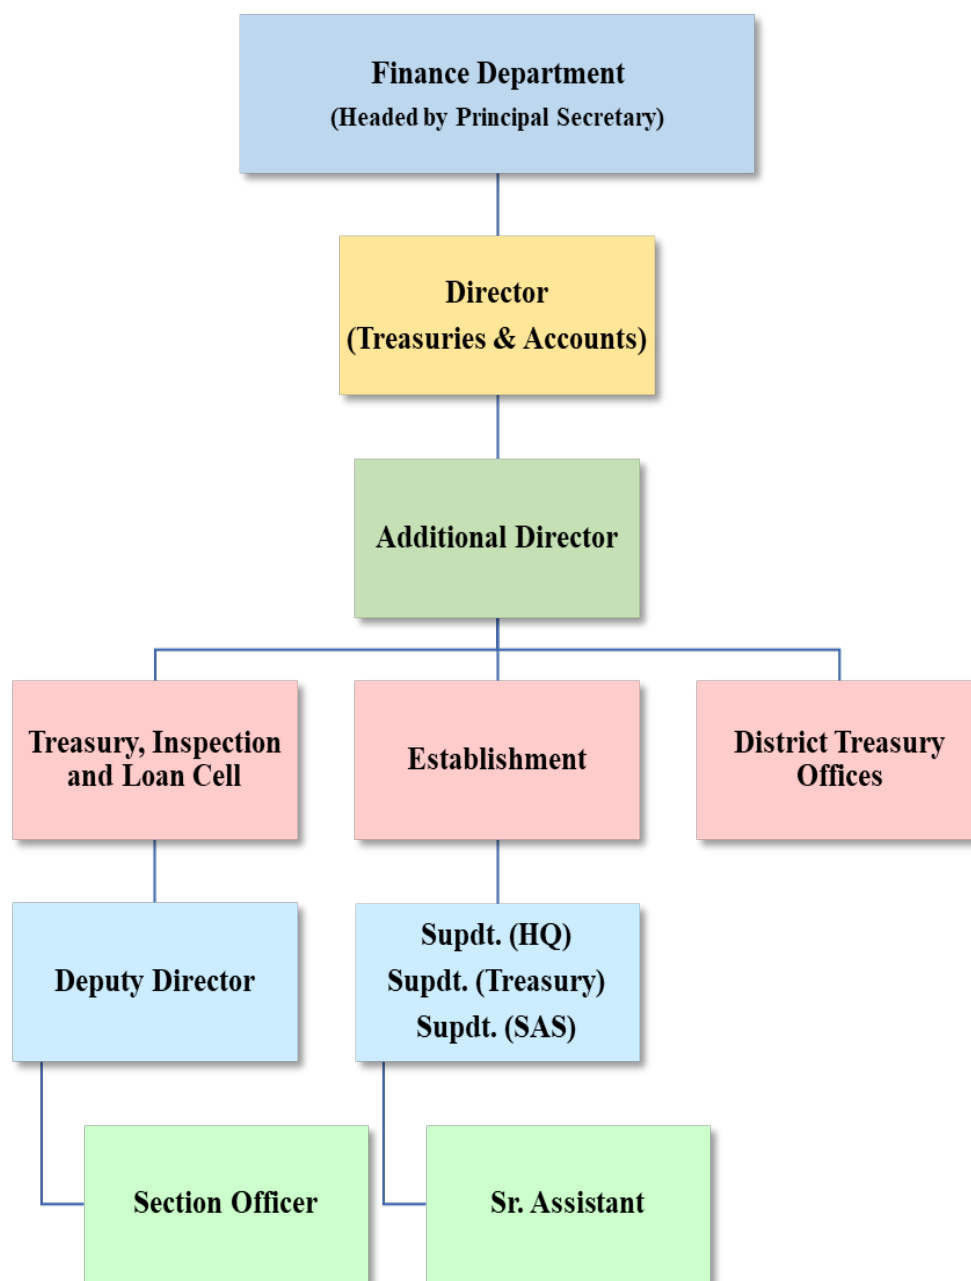 Finance Department
(Headed by Principal Secretary)
Director
(Treasuries & Accounts)
Additional Director
Treasury, Inspection
and Loan Cell
Establishment
District Treasury
Offices
Deputy Director
Supdt. (HQ)
Supdt. (Treasury)
Supdt. (SAS)
Section Officer
Sr. Assistant